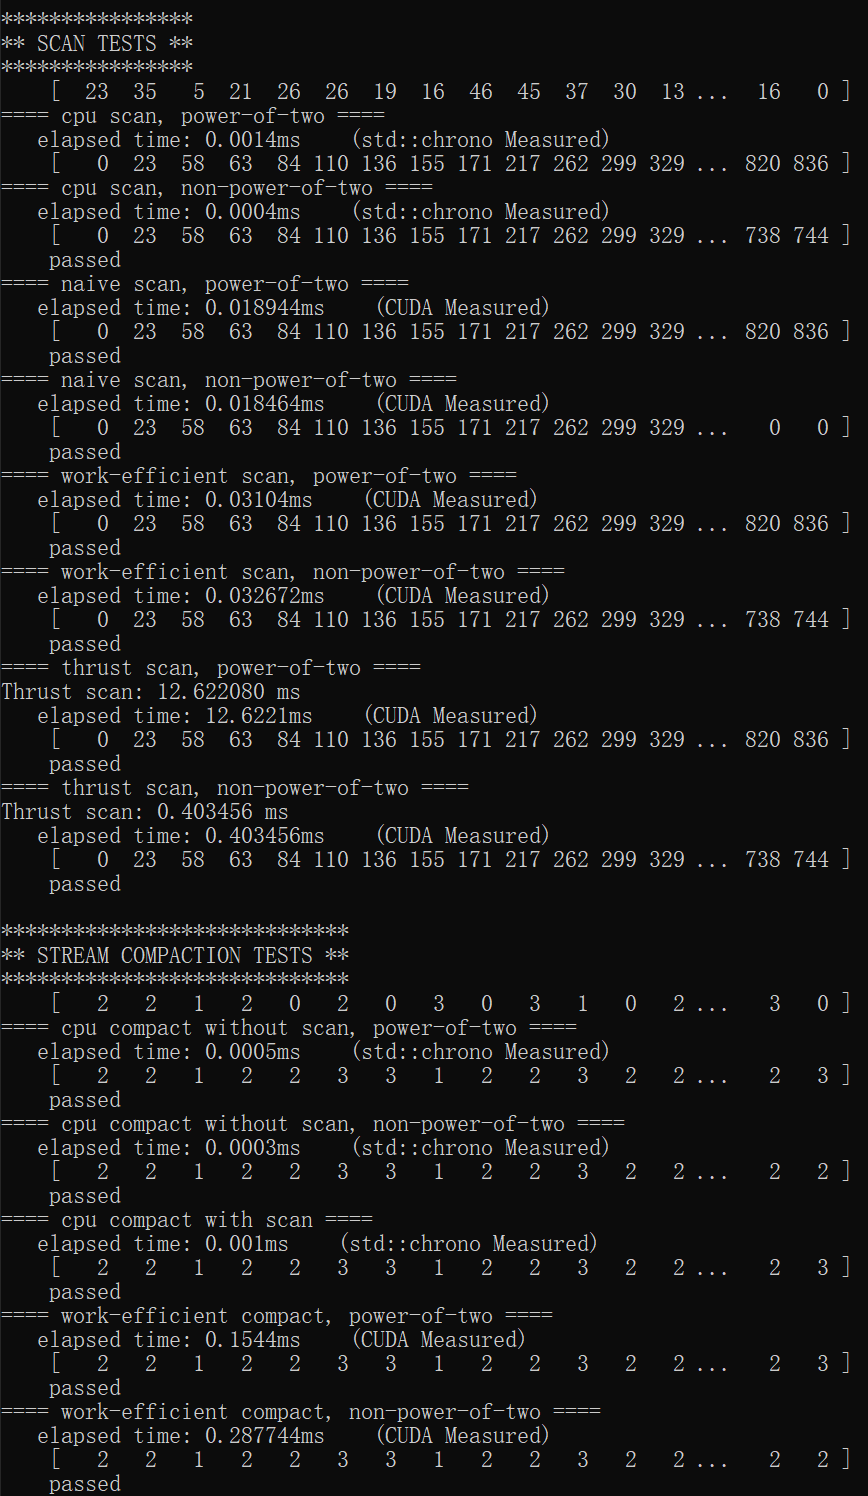 ****************
** SCAN TESTS **
****************
    [  23  35   5  21  26  26  19  16  46  45  37  30  13 ...  16   0 ]
==== cpu scan, power-of-two ====
   elapsed time: 0.0014ms    (std::chrono Measured)
    [   0  23  58  63  84 110 136 155 171 217 262 299 329 ... 820 836 ]
==== cpu scan, non-power-of-two ====
   elapsed time: 0.0004ms    (std::chrono Measured)
    [   0  23  58  63  84 110 136 155 171 217 262 299 329 ... 738 744 ]
    passed
==== naive scan, power-of-two ====
   elapsed time: 0.018944ms    (CUDA Measured)
    [   0  23  58  63  84 110 136 155 171 217 262 299 329 ... 820 836 ]
    passed
==== naive scan, non-power-of-two ====
   elapsed time: 0.018464ms    (CUDA Measured)
    [   0  23  58  63  84 110 136 155 171 217 262 299 329 ...   0   0 ]
    passed
==== work-efficient scan, power-of-two ====
   elapsed time: 0.03104ms    (CUDA Measured)
    [   0  23  58  63  84 110 136 155 171 217 262 299 329 ... 820 836 ]
    passed
==== work-efficient scan, non-power-of-two ====
   elapsed time: 0.032672ms    (CUDA Measured)
    [   0  23  58  63  84 110 136 155 171 217 262 299 329 ... 738 744 ]
    passed
==== thrust scan, power-of-two ====
Thrust scan: 12.622080 ms
   elapsed time: 12.6221ms    (CUDA Measured)
    [   0  23  58  63  84 110 136 155 171 217 262 299 329 ... 820 836 ]
    passed
==== thrust scan, non-power-of-two ====
Thrust scan: 0.403456 ms
   elapsed time: 0.403456ms    (CUDA Measured)
    [   0  23  58  63  84 110 136 155 171 217 262 299 329 ... 738 744 ]
    passed

*****************************
** STREAM COMPACTION TESTS **
*****************************
    [   2   2   1   2   0   2   0   3   0   3   1   0   2 ...   3   0 ]
==== cpu compact without scan, power-of-two ====
   elapsed time: 0.0005ms    (std::chrono Measured)
    [   2   2   1   2   2   3   3   1   2   2   3   2   2 ...   2   3 ]
    passed
==== cpu compact without scan, non-power-of-two ====
   elapsed time: 0.0003ms    (std::chrono Measured)
    [   2   2   1   2   2   3   3   1   2   2   3   2   2 ...   2   2 ]
    passed
==== cpu compact with scan ====
   elapsed time: 0.001ms    (std::chrono Measured)
    [   2   2   1   2   2   3   3   1   2   2   3   2   2 ...   2   3 ]
    passed
==== work-efficient compact, power-of-two ====
   elapsed time: 0.1544ms    (CUDA Measured)
    [   2   2   1   2   2   3   3   1   2   2   3   2   2 ...   2   3 ]
    passed
==== work-efficient compact, non-power-of-two ====
   elapsed time: 0.287744ms    (CUDA Measured)
    [   2   2   1   2   2   3   3   1   2   2   3   2   2 ...   2   2 ]
    passed